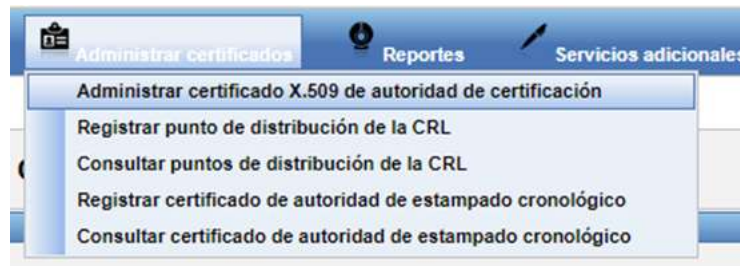 Administrar certificados Reportes Servicios adicionales
Administrar certificado X.509 de autoridad de certificación
Registrar punto de distribución de la CRL
Consultar puntos de distribución de la CRL
Registrar certificado de autoridad de estampado cronológico
Consultar certificado de autoridad de estampado cronológico